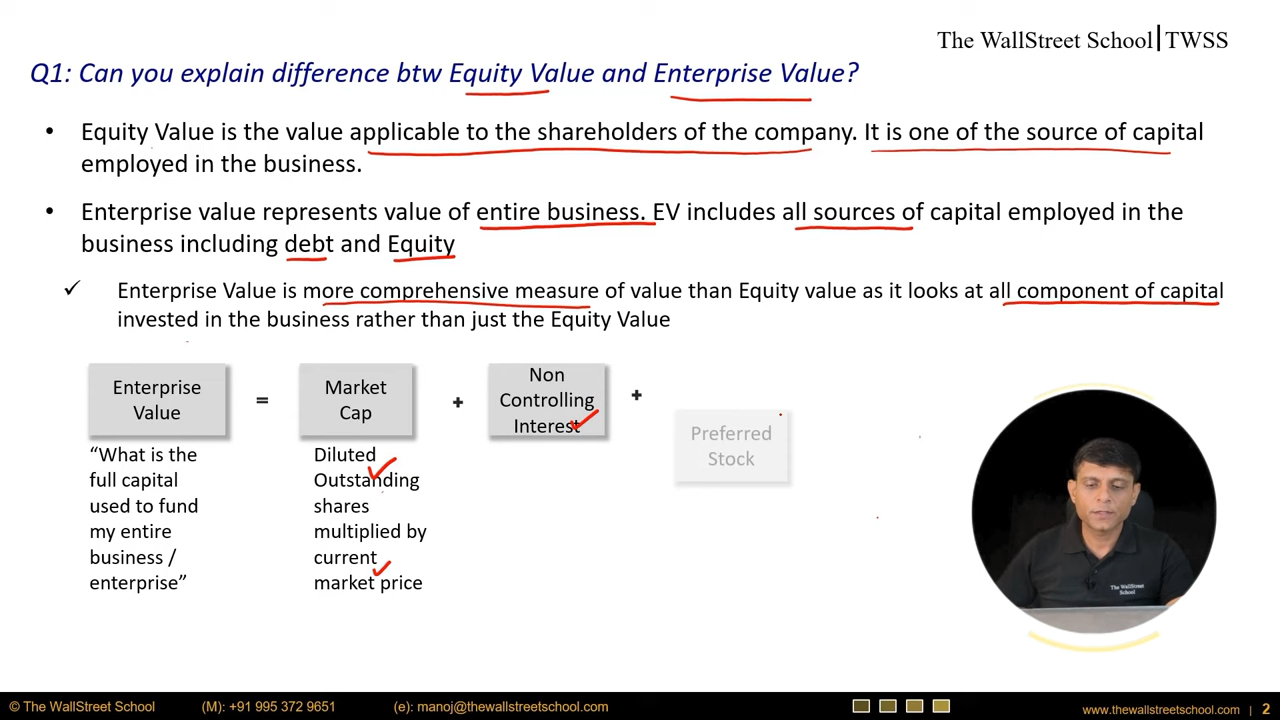 The WallStreet School|TWSS
Q1: Can you explain difference btw Equity Value and Enterprise Value?
• Equity Value is the value applicable to the shareholders of the company. It is one of the source of capital
employed in the business.
• Enterprise value represents value of entire business. EV includes all sources of capital employed in the
business including debt and Equity
✓ Enterprise Value is more comprehensive measure of value than Equity value as it looks at all component of capital
invested in the business rather than just the Equity Value
Enterprise
Value
=
Market
Cap
+
Non
Controlling
Interest
+
Preferred
Stock
“What is the
full capital
used to fund
my entire
business /
enterprise”
Diluted
Outstanding
shares
multiplied by
current
market price
The WallStreet
School
© The WallStreet School (M): +91 995 372 9651 (e): manoj@thewallstreetschool.com www.thewallstreetschool.com | 2